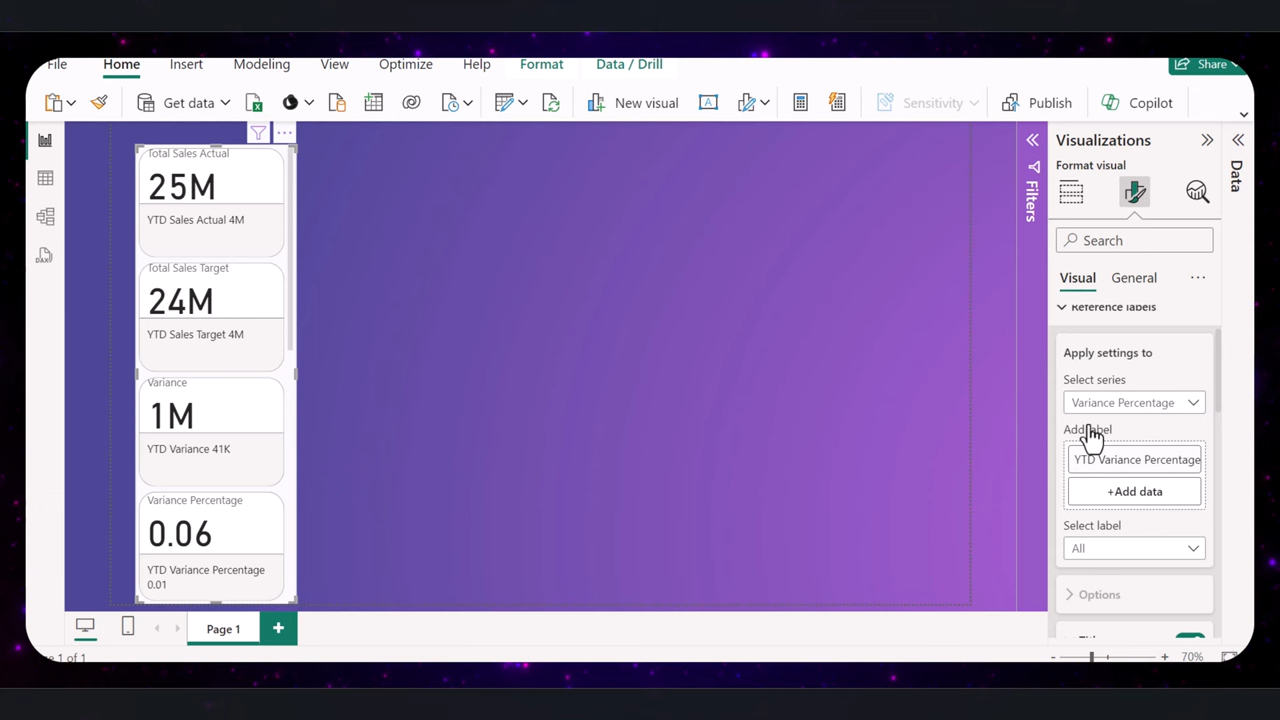 File Home Insert Modeling View Optimize Help Format Data / Drill Share
Get data New visual Sensitivity Publish Copilot
Total Sales Actual
25M
YTD Sales Actual 4M
Total Sales Target
24M
YTD Sales Target 4M
Variance
1M
YTD Variance 41K
Variance Percentage
0.06
YTD Variance Percentage
0.01
Filters
Visualizations
Format visual
Search
Visual General
Reference labels
Apply settings to
Select series
Variance Percentage
Add label
YTD Variance Percentage
+Add data
Select label
All
Options
Data
DAX
Page 1
1 of 1
70%